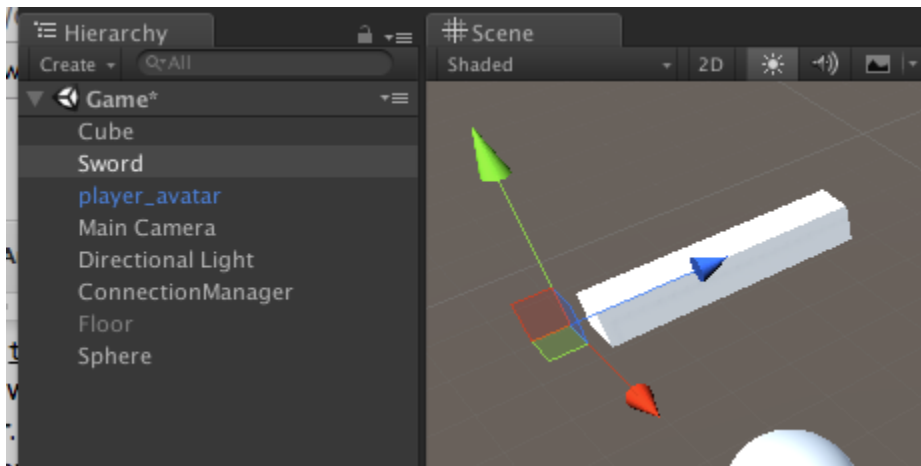 Hierarchy
Create
All
Game*
Cube
Sword
player_avatar
Main Camera
Directional Light
ConnectionManager
Floor
Sphere
Scene
Shaded
2D